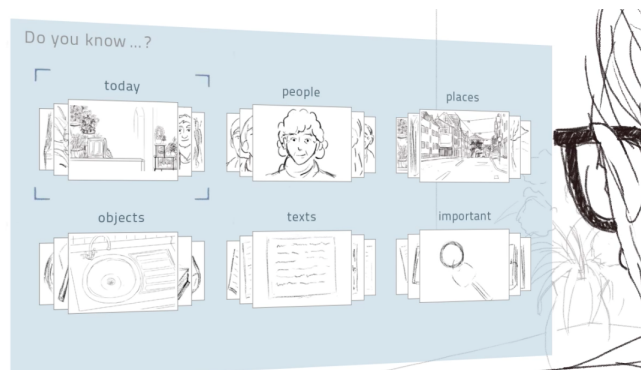 Do you know ...?
today
people
places
objects
texts
important